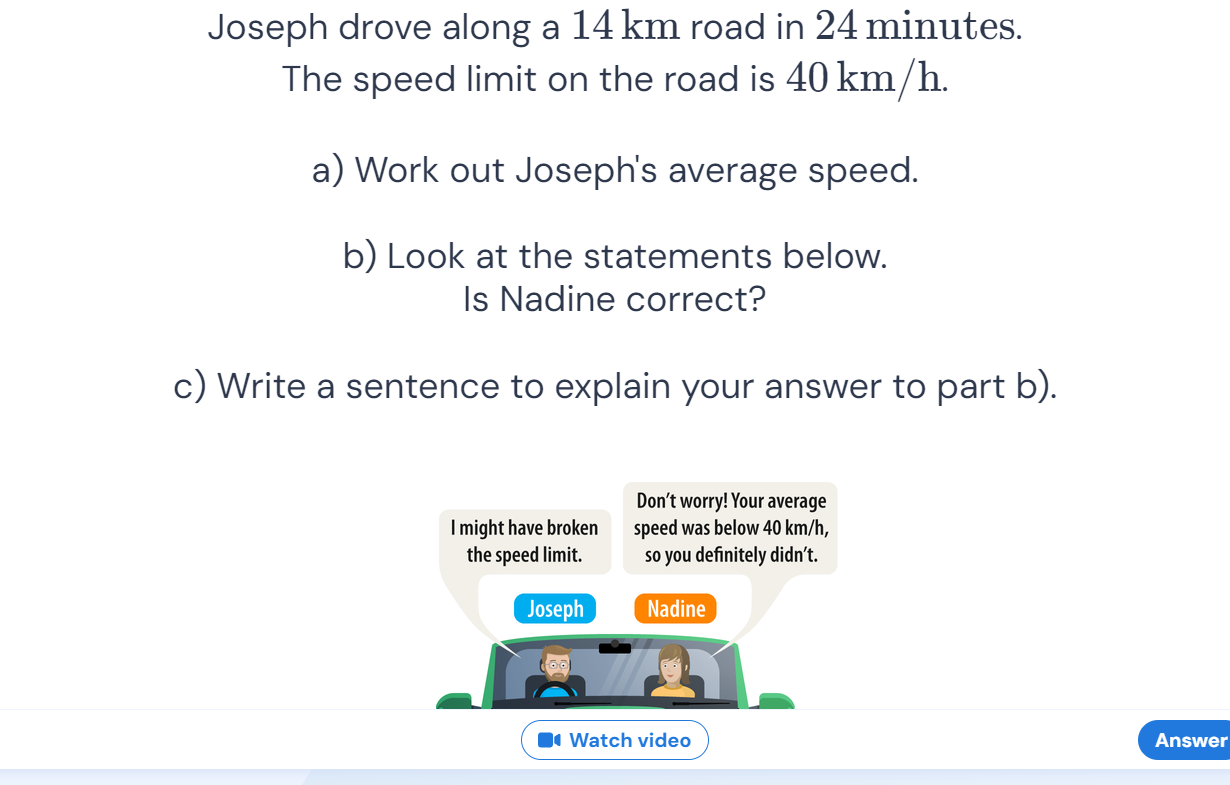 Joseph drove along a 14 km road in 24 minutes.
The speed limit on the road is 40 km/h.
a) Work out Joseph's average speed.
b) Look at the statements below.
Is Nadine correct?
c) Write a sentence to explain your answer to part b).
I might have broken
the speed limit.
Don't worry! Your average
speed was below 40 km/h,
so you definitely didn't.
Joseph
Nadine
Watch video
Answer